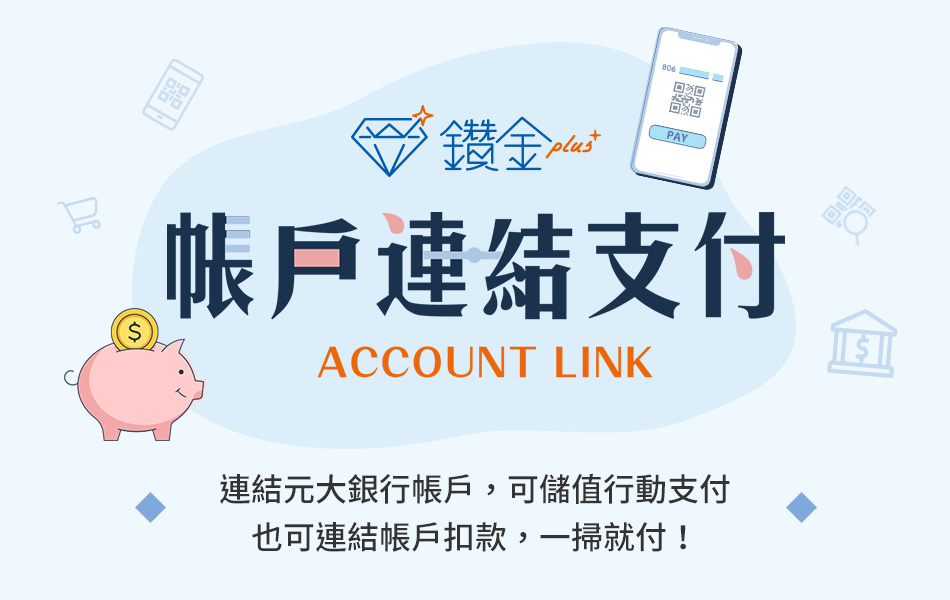 806
PAY
鑽金plus
帳戶連結支付
$
ACCOUNT LINK
$
連結元大銀行帳戶，可儲值行動支付
也可連結帳戶扣款，一掃就付！